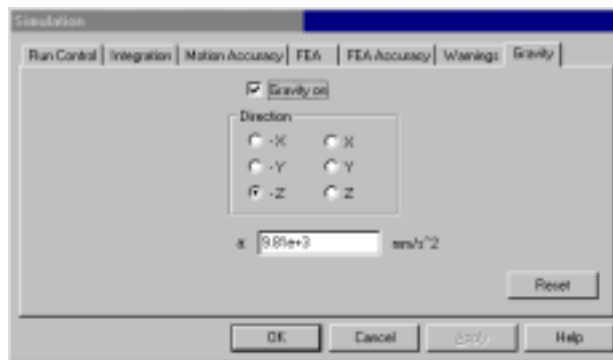 Simulation
Run Control Integration Motion Accuracy FEA FEA Accuracy Warnings Gravity
Gravity on
Direction
-X X
-Y Y
-Z Z
9.81e+3 mm/s^2
Reset
OK Cancel Apply Help